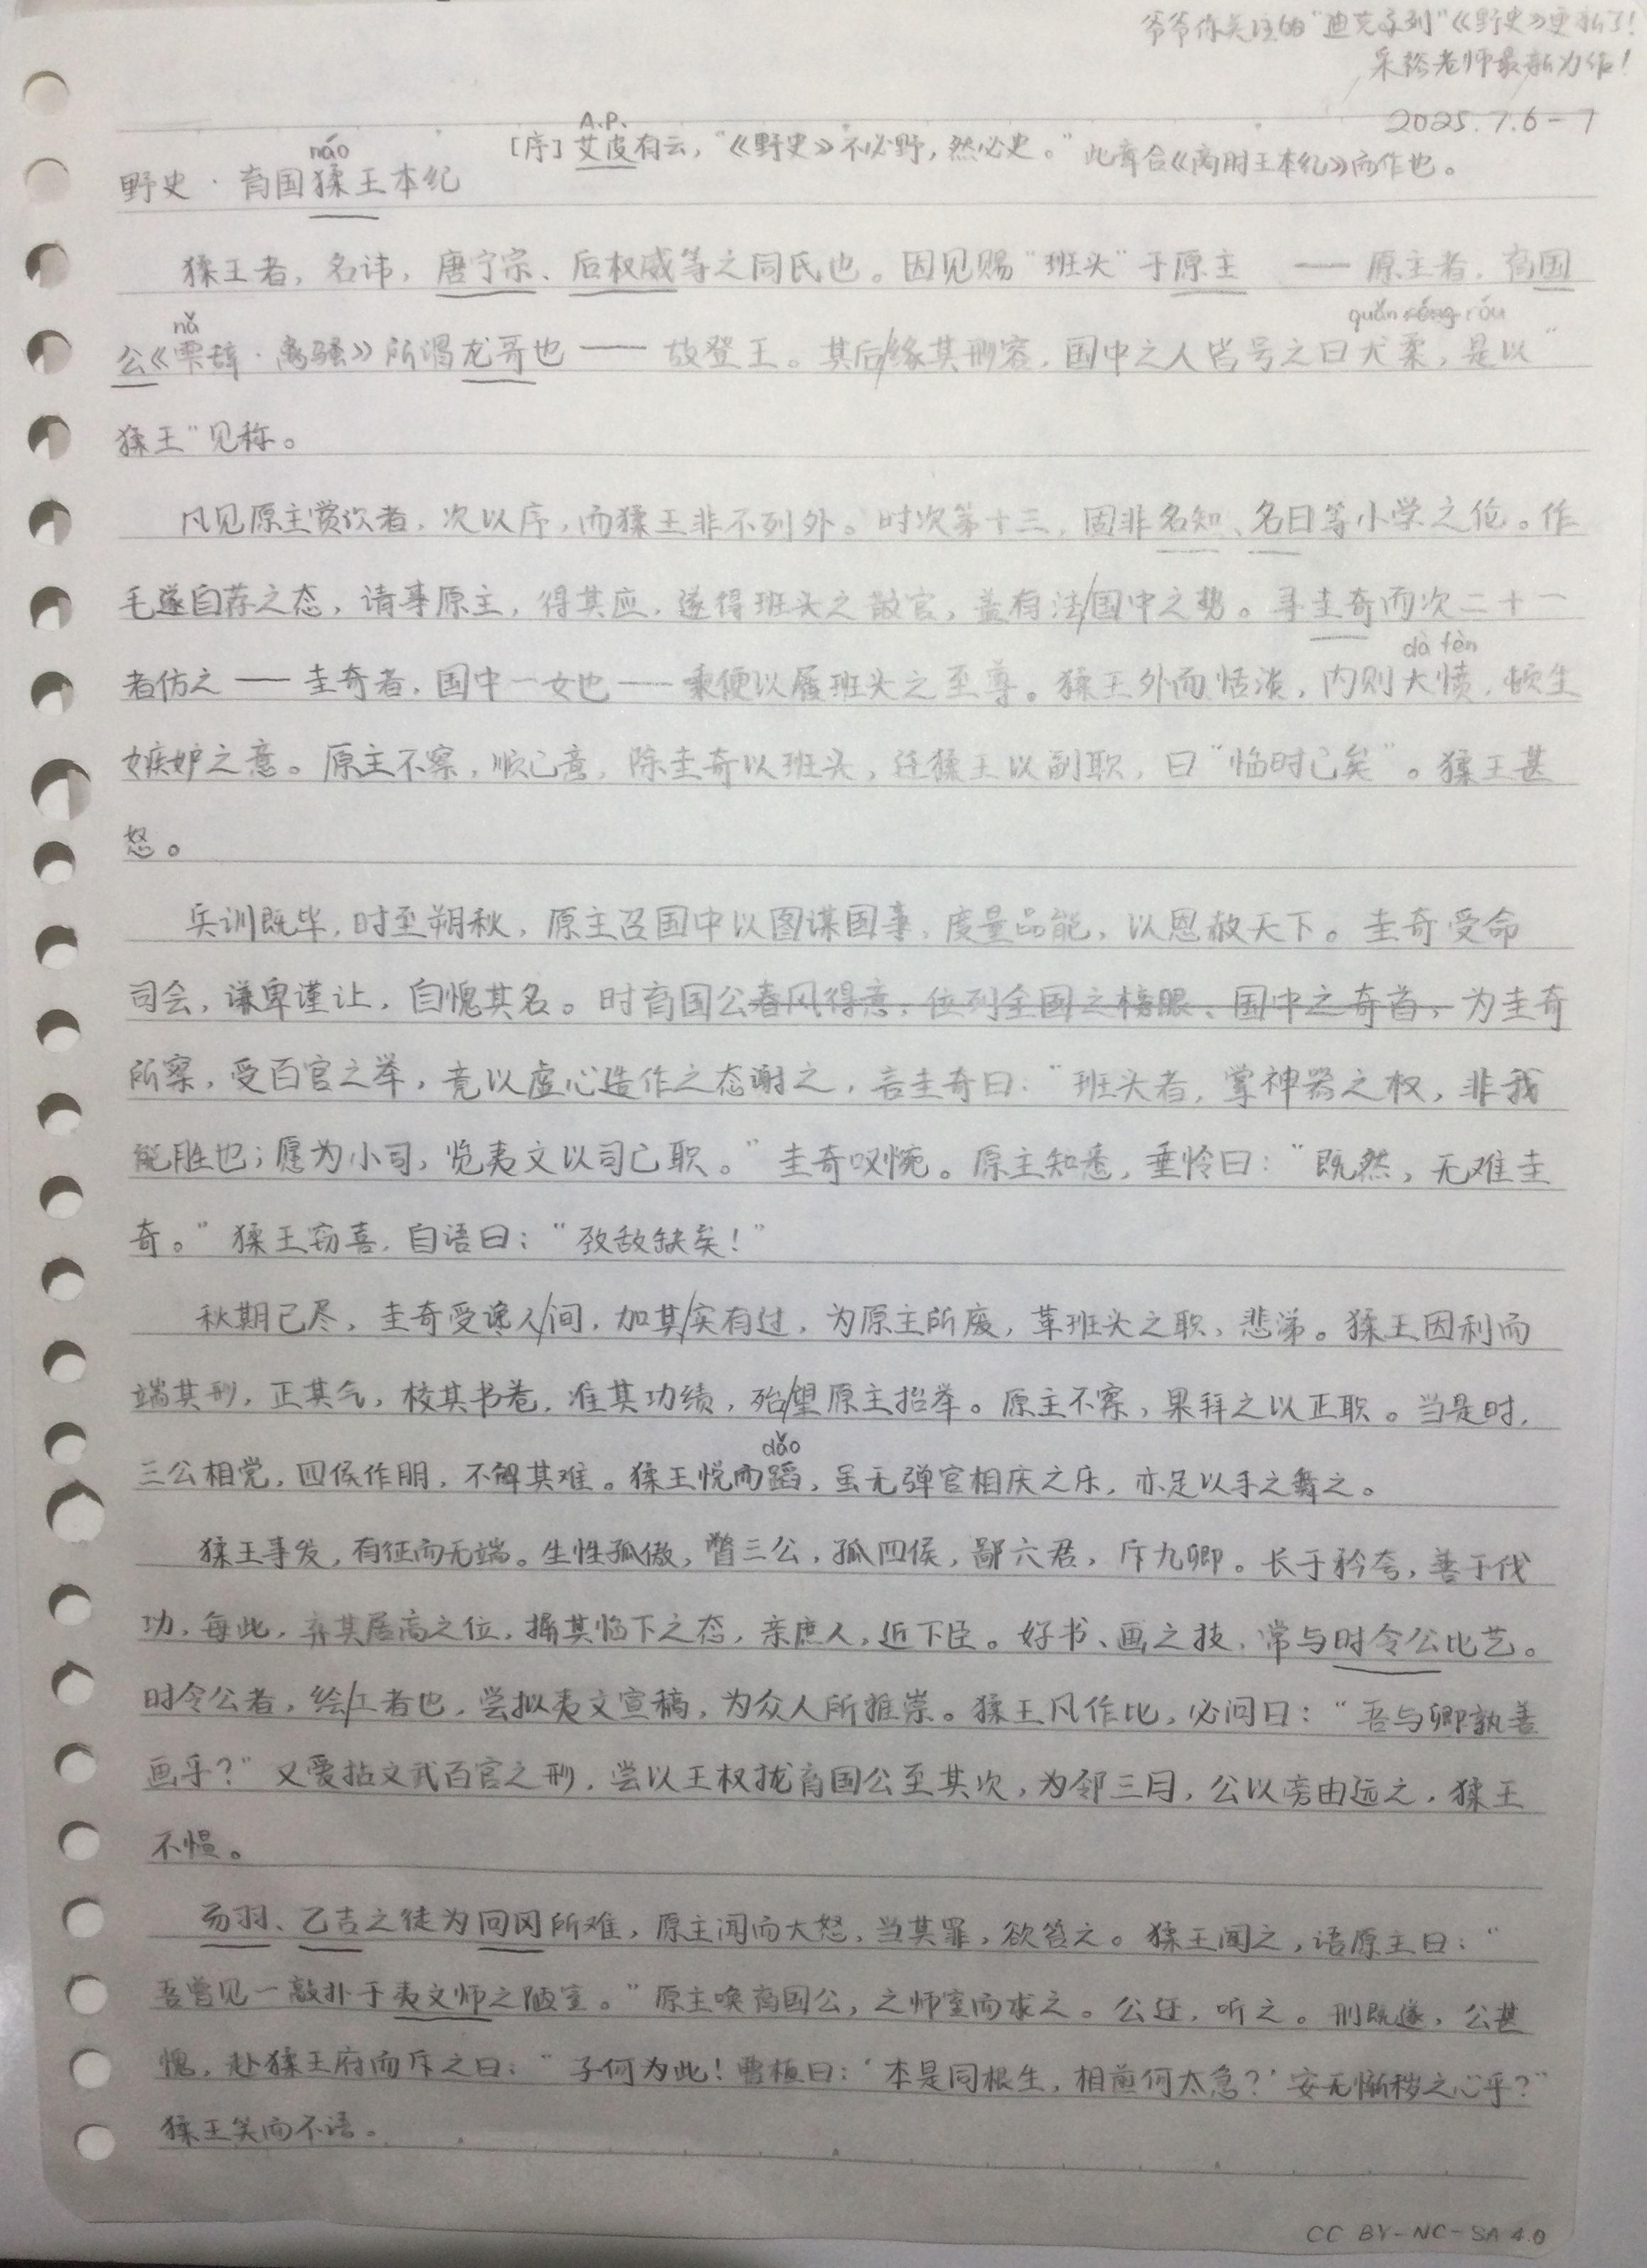 爷爷你关注的“迪克系列”《野史》更新了!
采 老师最新力作!
2025.7.6-7
A.P.
[序]艾皮有云,“《野史》不必野,然必史。”此章合《离时王本纪》而作也。
náo
野史·育国猱王本纪
猱王者,名讳,唐宁宗、后权威等之同氏也。因见赐“班头”于原主 —— 原主者,育国
nǎ quǎn róu
公《 辞·离骚》所谓龙哥也——故登王。其后/缘其形容,国中之人皆号之曰犬柔,是以“
猱王”见称。
凡见原主赏识者,次以序,而猱王非不列外。时次第十三,固非名知、名日等小学之伦。作
毛遂自荐之态,请事原主,得其应,遂得班头之散官,盖有法/国中之势。寻圭奇而次二十一
dà fèn
者仿之——圭奇者,国中一女也——乘便以履班头之至尊。猱王外而恬淡,内则大愤,顿生
嫉妒之意。原主不察,顺己意,除圭奇以班头,迁猱王以副职,曰“临时已矣”。猱王甚
怒。
兵训既毕,时至朔秋,原主召国中以图谋国事,度量品能,以恩赦天下。圭奇受命
司会,谦卑谨让,自愧其名。时育国公春风得意,位列全国之榜眼、国中之奇首,为圭奇
所察,受百官之举,竟以虚心造作之态谢之,言圭奇曰:“班头者,掌神器之权,非我
能胜也;愿为小司,览夷文以司己职。”圭奇叹惋。原主知悉,垂怜曰:“既然,无难圭
奇。”猱王窃喜,自语曰:“政敌缺矣!”
秋期已尽,圭奇受谗人/间,加其/实有过,为原主所废,革班头之职,悲涕。猱王因利而
端其形,正其气,校其书卷,准其功绩,殆/望原主招举。原主不察,果拜之以正职。当是时,
dǎo
三公相党,四侯作朋,不解其难。猱王悦而蹈,虽无弹官相庆之乐,亦足以手之舞之。
猱王事发,有征而无端。生性孤傲,瞥三公,孤四侯,鄙六君,斥九卿。长于矜夸,善于伐
功,每此,弃其居高之位,摒其临下之态,亲庶人,近下臣。好书、画之技,常与时令公比艺。
时令公者,绘/工者也,尝拟夷文宣稿,为众人所推崇。猱王凡作比,必问曰:“吾与卿孰善
画乎?”又爱拈文武百官之形,尝以王权拢育国公至其次,为邻三月,公以旁由远之,猱王
不愠。
 羽、乙吉之徒为同冈所难,原主闻而大怒,当其罪,欲笞之。猱王闻之,语原主曰:“
吾曾见一敲扑于夷文师之陋室。”原主唤育国公,之师室而求之。公迂,听之。刑既遂,公甚
愧,赴猱王府而斥之曰:“子何为此!曹植曰:‘本是同根生,相煎何太急?’安无惭秽之心乎?”
猱王笑而不语。
CC BY-NC-SA 4.0